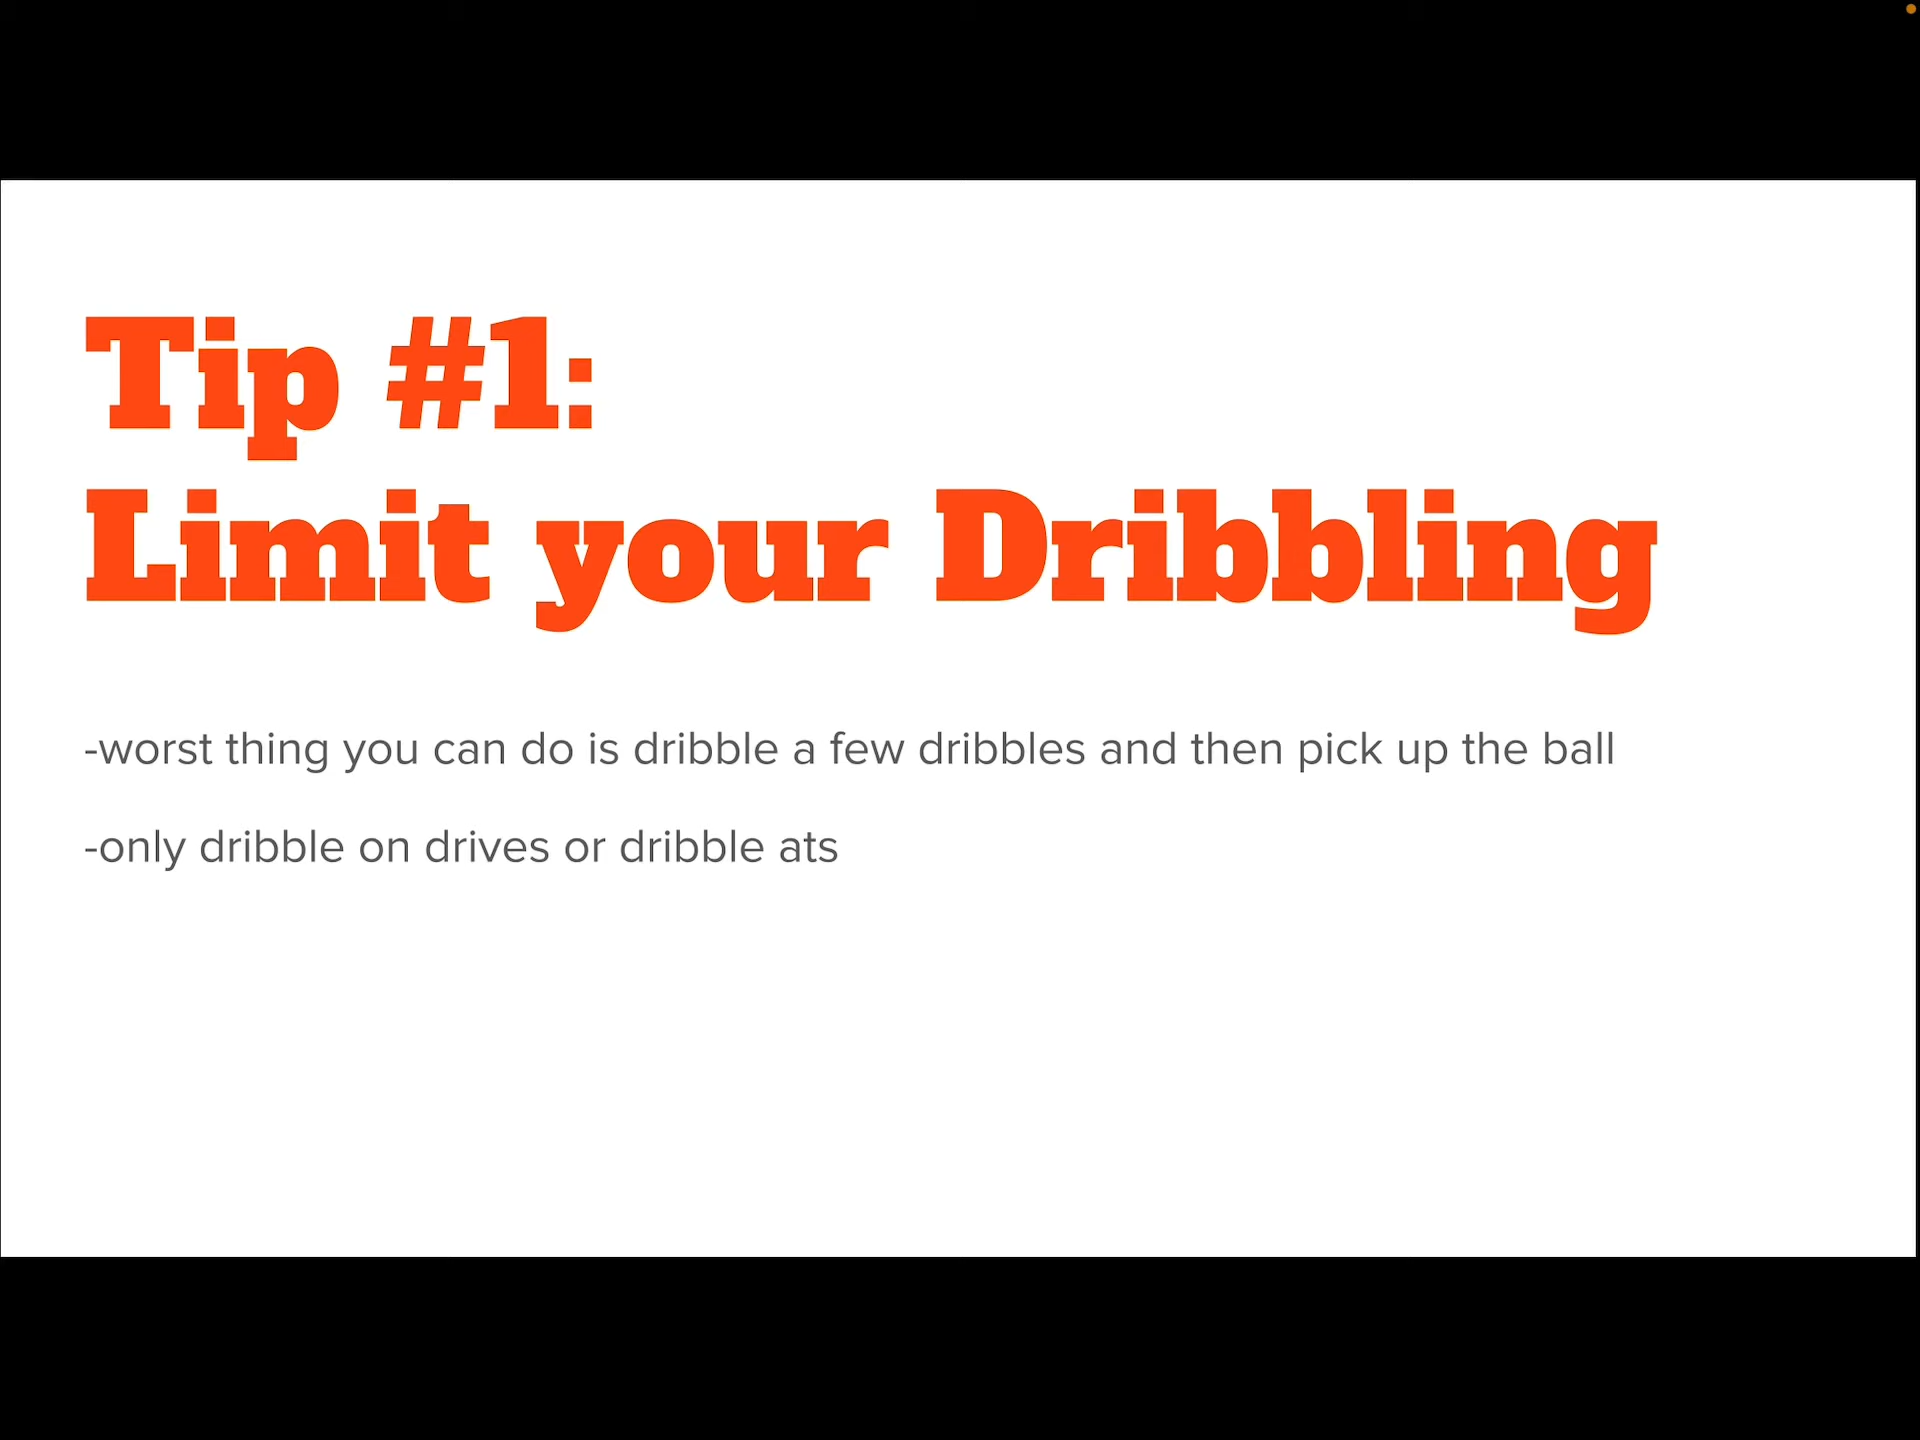 Tip #1:
Limit your Dribbling
-worst thing you can do is dribble a few dribbles and then pick up the ball
-only dribble on drives or dribble ats